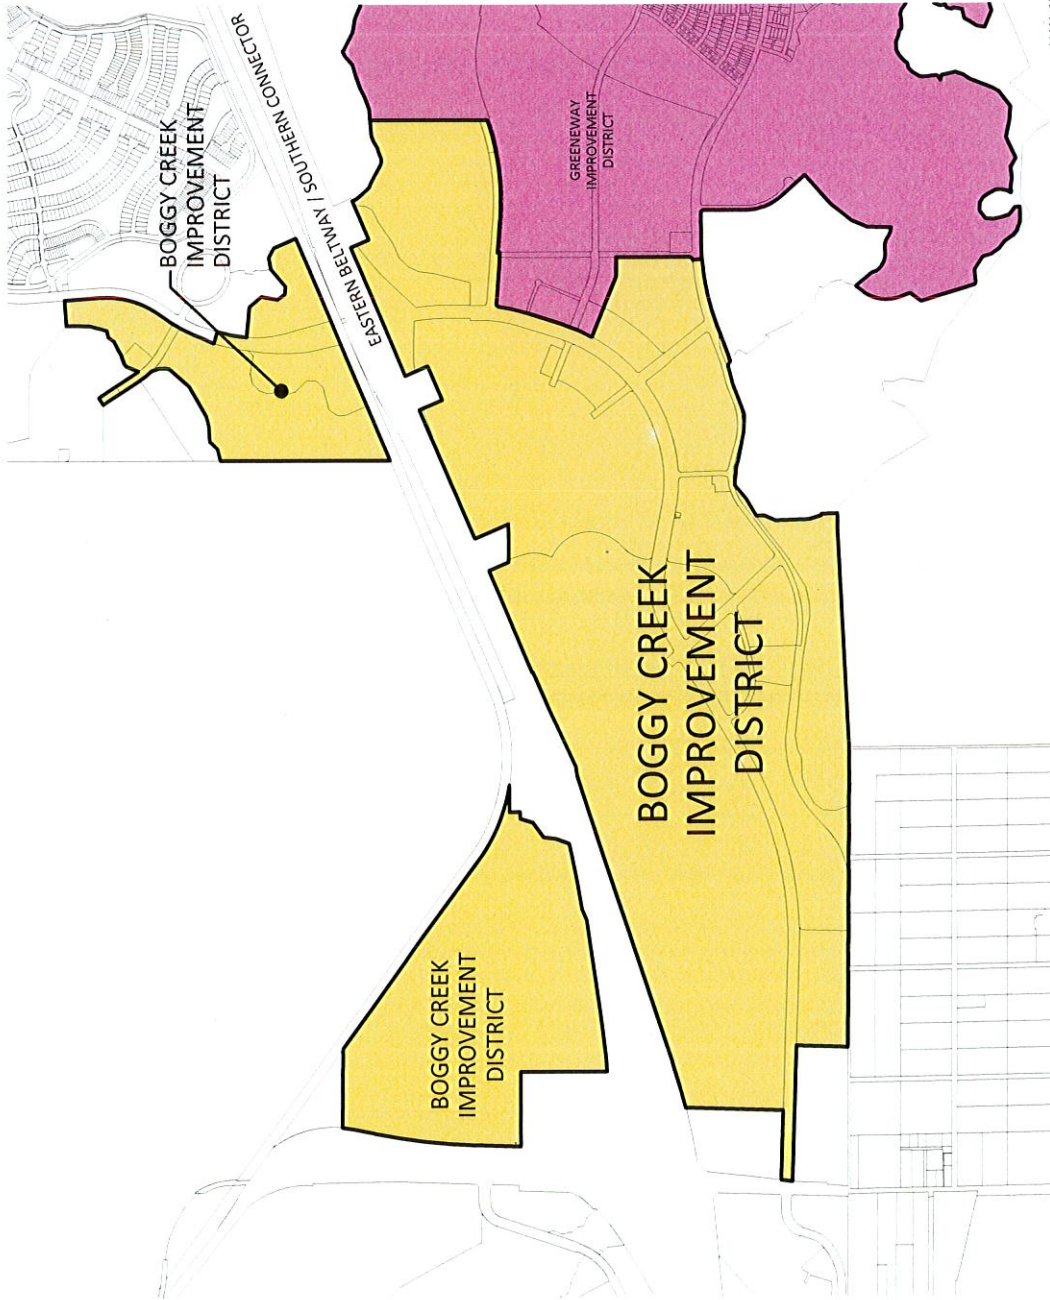 BOGGY CREEK
IMPROVEMENT
DISTRICT
EASTERN BELTWAY / SOUTHERN CONNECTOR
GREENEWAY
IMPROVEMENT
DISTRICT
BOGGY CREEK
IMPROVEMENT
DISTRICT
BOGGY CREEK
IMPROVEMENT
DISTRICT